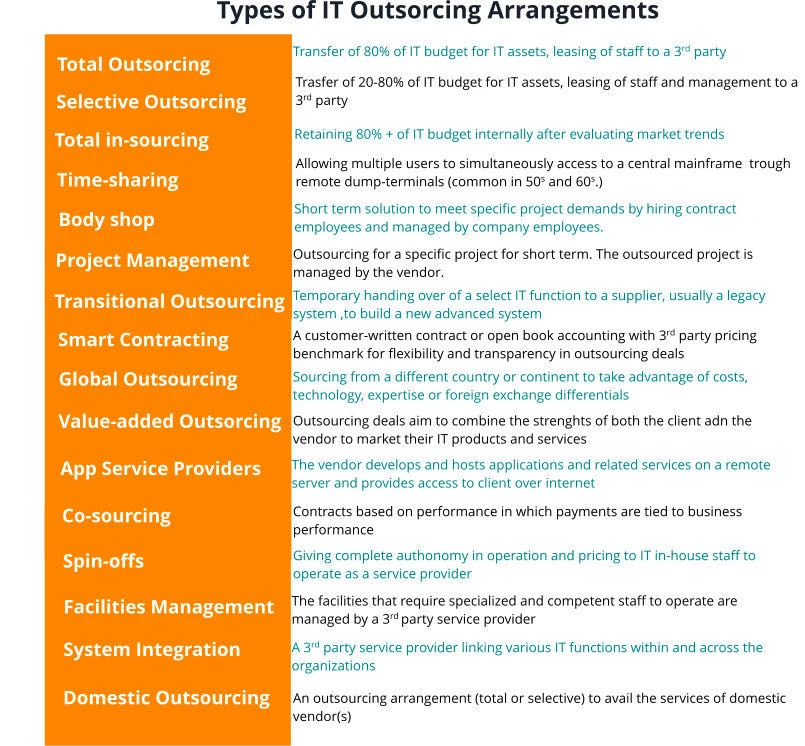 Types of IT Outsorcing Arrangements
Total Outsorcing
Transfer of 80% of IT budget for IT assets, leasing of staff to a 3rd party
Selective Outsorcing
Trasfer of 20-80% of IT budget for IT assets, leasing of staff and management to a
3rd party
Total in-sourcing
Retaining 80% + of IT budget internally after evaluating market trends
Time-sharing
Allowing multiple users to simultaneously access to a central mainframe trough
remote dump-terminals (common in 50s and 60s.)
Body shop
Short term solution to meet specific project demands by hiring contract
employees and managed by company employees.
Project Management
Outsourcing for a specific project for short term. The outsourced project is
managed by the vendor.
Transitional Outsourcing
Temporary handing over of a select IT function to a supplier, usually a legacy
system ,to build a new advanced system
Smart Contracting
A customer-written contract or open book accounting with 3rd party pricing
benchmark for flexibility and transparency in outsourcing deals
Global Outsourcing
Sourcing from a different country or continent to take advantage of costs,
technology, expertise or foreign exchange differentials
Value-added Outsorcing
Outsourcing deals aim to combine the strenghts of both the client adn the
vendor to market their IT products and services
App Service Providers
The vendor develops and hosts applications and related services on a remote
server and provides access to client over internet
Co-sourcing
Contracts based on performance in which payments are tied to business
performance
Spin-offs
Giving complete authonomy in operation and pricing to IT in-house staff to
operate as a service provider
Facilities Management
The facilities that require specialized and competent staff to operate are
managed by a 3rd party service provider
System Integration
A 3rd party service provider linking various IT functions within and across the
organizations
Domestic Outsourcing
An outsourcing arrangement (total or selective) to avail the services of domestic
vendor(s)